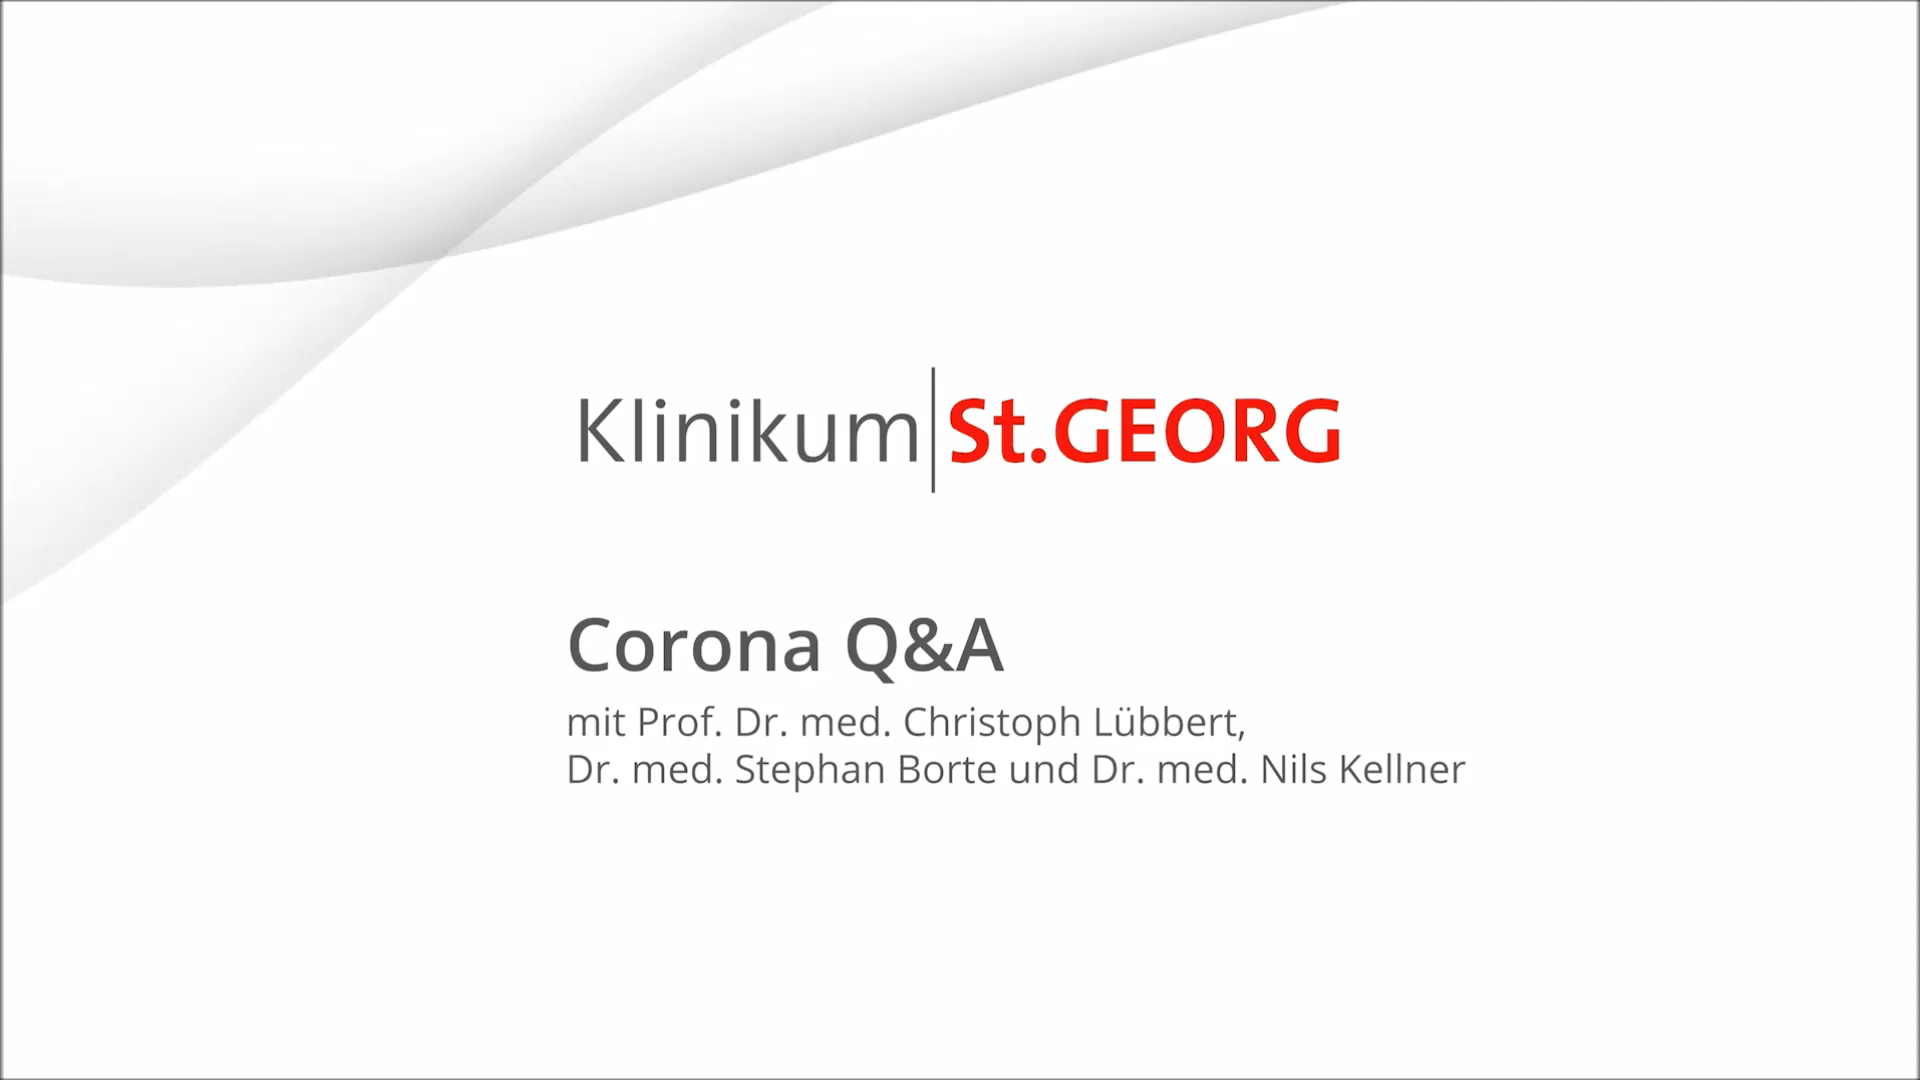 Klinikum St.GEORG
Corona Q&A
mit Prof. Dr. med. Christoph Lübbert,
Dr. med. Stephan Borte und Dr. med. Nils Kellner